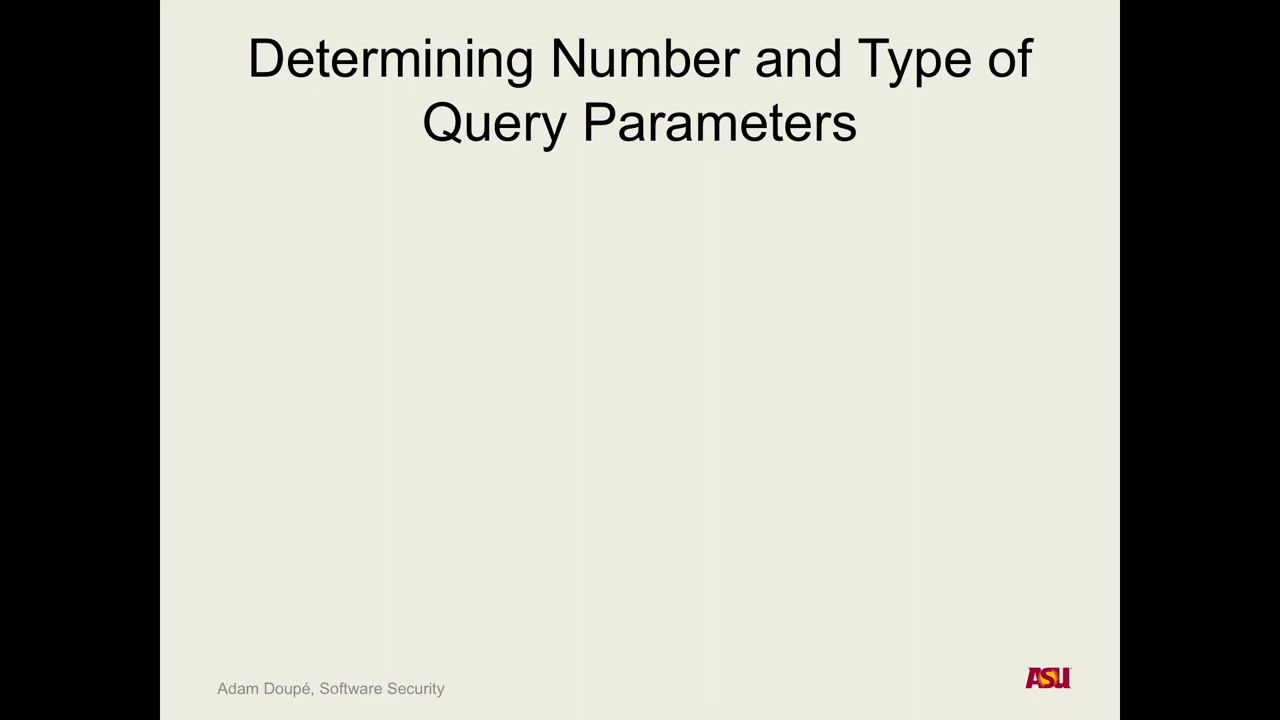 Determining Number and Type of
Query Parameters
Adam Doupé, Software Security
ASU